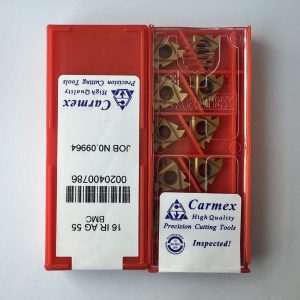 Carmex
High Quality
Precision Cutting Tools
JOB NO.09964
0020400786
16 IR AG 55
BMC
CARMEX
Carmex
High Quality
Precision Cutting Tools
Inspected!